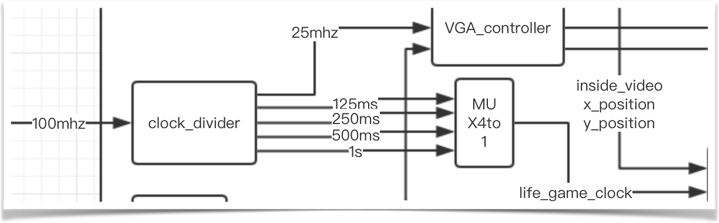 25mhz
VGA_controller
100mhz
clock_divider
125ms
250ms
500ms
1s
MU
X4to
1
inside_video
x_position
y_position
life_game_clock